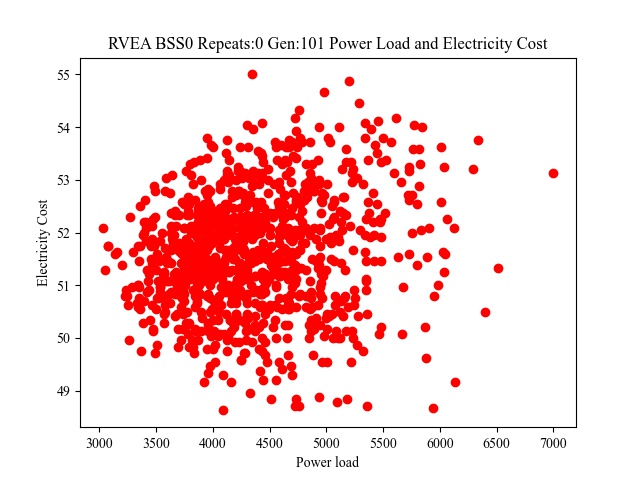 RVEA BSS0 Repeats:0 Gen:101 Power Load and Electricity Cost
55
54
53
52
51
50
49
Electricity Cost
3000 3500 4000 4500 5000 5500 6000 6500 7000
Power load